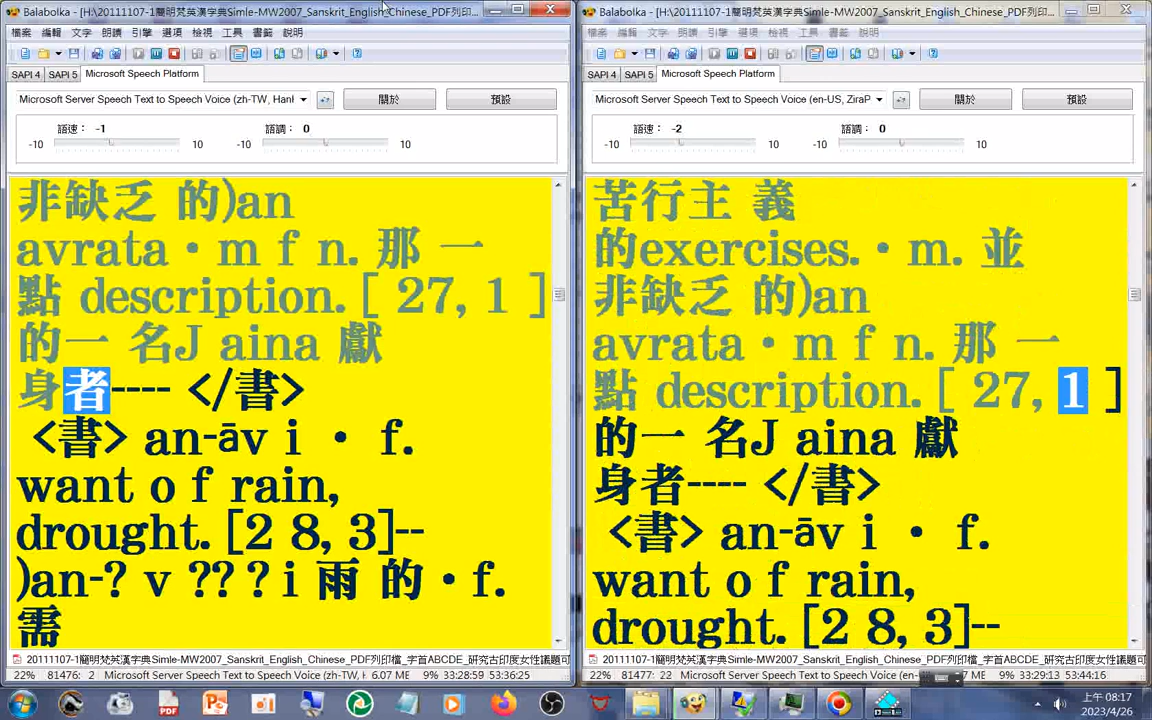 Balabolka - [H:\20111107-1簡明梵英漢字典Simle-MW2007_Sanskrit_English_Chinese_PDF列印...
檔案 編輯 文字 朗讀 引擎 選項 檢視 工具 書籤 說明
SAPI 4 SAPI 5 Microsoft Speech Platform
Microsoft Server Speech Text to Speech Voice (zh-TW, Hanl
關於 預設
語速： -1 語調： 0
-10 10 -10 10
非缺乏 的)an
avrata‧m f n. 那 一
點 description. [ 27, 1 ]
的一 名J aina 獻
身者---- </書>
<書> an-āv i ‧ f.
want o f rain,
drought. [2 8, 3]--
)an-? v ?? ? i 雨 的‧f.
需
20111107-1簡明梵英漢字典Simle-MW2007_Sanskrit_English_Chinese_PDF列印檔_字首ABCDE_研究古印度女性議題可
22% 81476: 2 Microsoft Server Speech Text to Speech Voice (zh-TW, H 6.07 MB 9% 33:28:59 53:36:25
Balabolka - [H:\20111107-1簡明梵英漢字典Simle-MW2007_Sanskrit_English_Chinese_PDF列印...
檔案 編輯 文字 朗讀 引擎 選項 檢視 工具 書籤 說明
SAPI 4 SAPI 5 Microsoft Speech Platform
Microsoft Server Speech Text to Speech Voice (en-US, ZiraP
關於 預設
語速： -2 語調： 0
-10 10 -10 10
苦行主 義
的exercises.‧m. 並
非缺乏 的)an
avrata‧m f n. 那 一
點 description. [ 27, 1 ]
的一 名J aina 獻
身者---- </書>
<書> an-āv i ‧ f.
want o f rain,
drought. [2 8, 3]--
20111107-1簡明梵英漢字典Simle-MW2007_Sanskrit_English_Chinese_PDF列印檔_字首ABCDE_研究古印度女性議題可
22% 81477: 22 Microsoft Server Speech Text to Speech Voice (en-U 9% 33:29:13 53:44:16
上午 08:17
2023/4/26